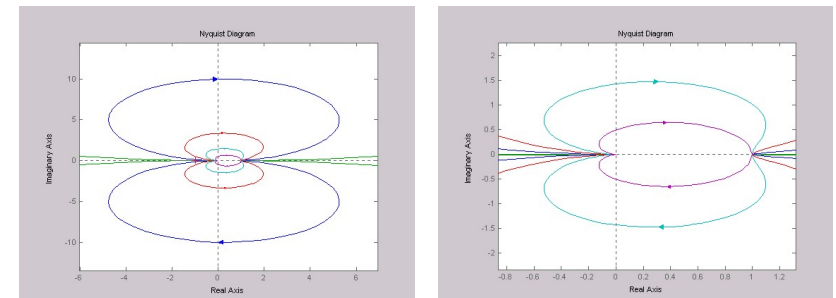 Nyquist Diagram
10
5
0
-5
-10
Imaginary Axis
-6 -4 -2 0 2 4 6
Real Axis
Nyquist Diagram
2
1.5
1
0.5
0
-0.5
-1
-1.5
-2
Imaginary Axis
-0.8 -0.6 -0.4 -0.2 0 0.2 0.4 0.6 0.8 1 1.2
Real Axis